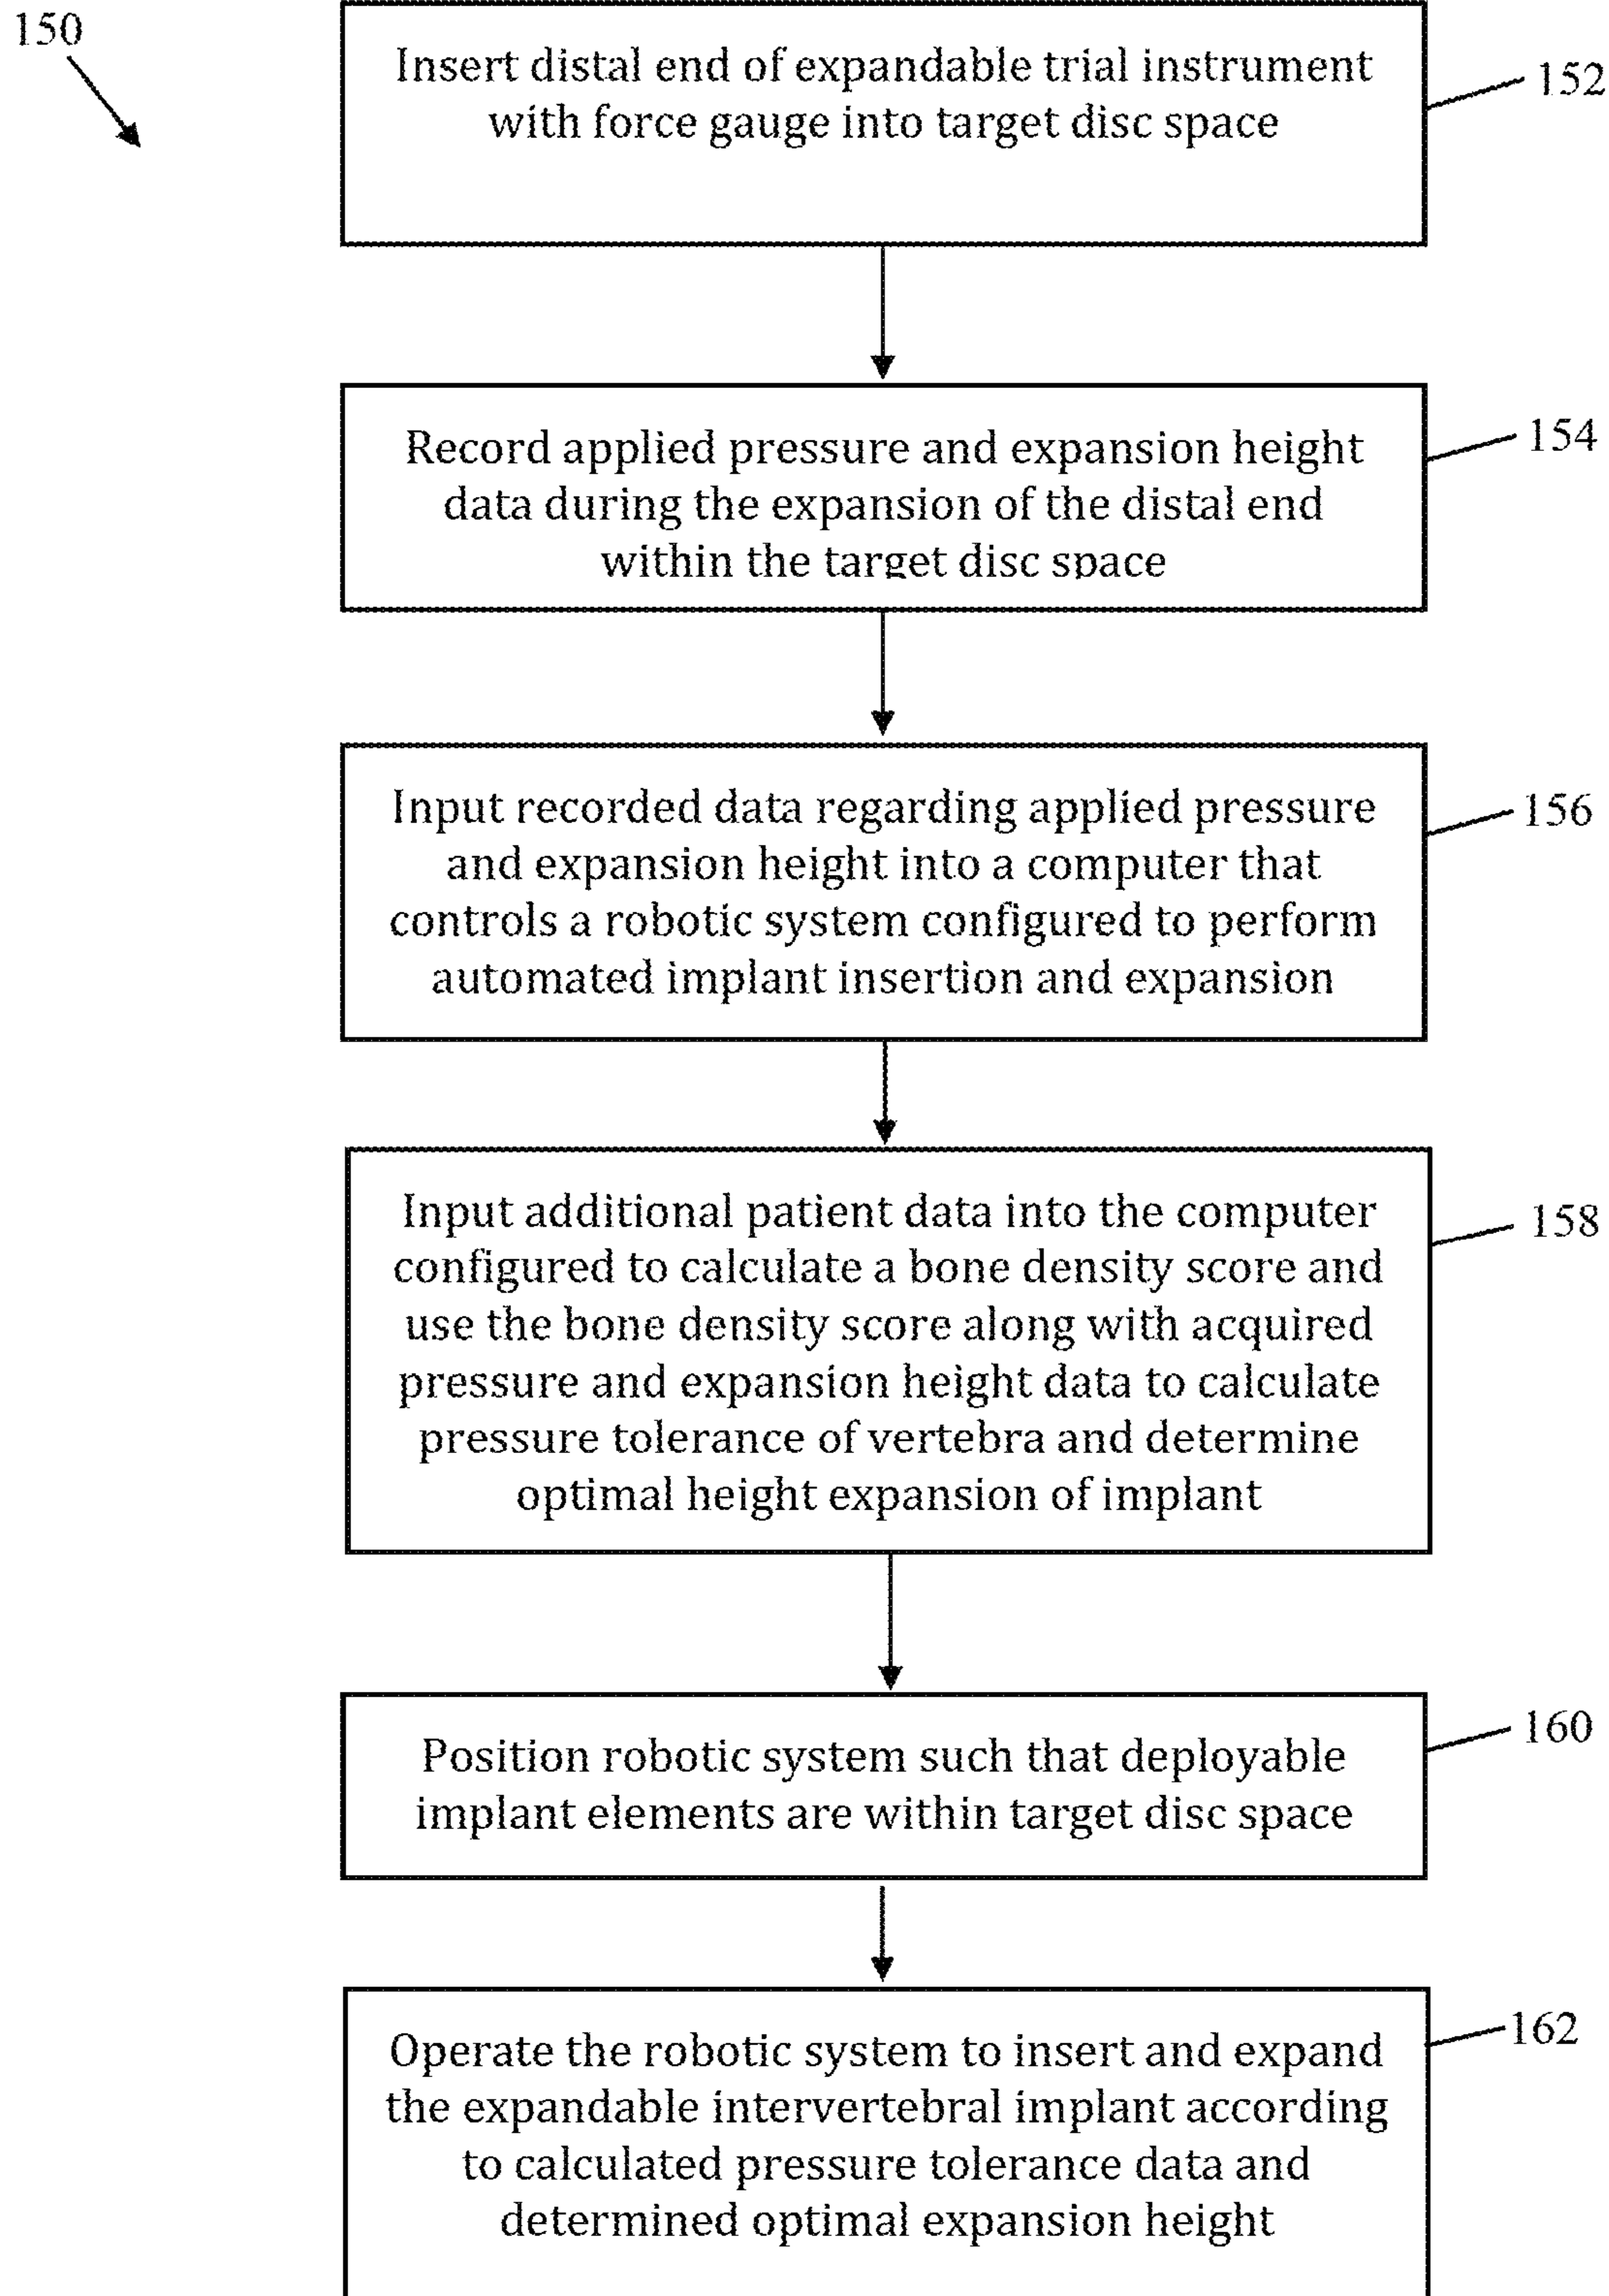 150
Insert distal end of expandable trial instrument
with force gauge into target disc space
152
Record applied pressure and expansion height
data during the expansion of the distal end
within the target disc space
154
Input recorded data regarding applied pressure
and expansion height into a computer that
controls a robotic system configured to perform
automated implant insertion and expansion
156
Input additional patient data into the computer
configured to calculate a bone density score and
use the bone density score along with acquired
pressure and expansion height data to calculate
pressure tolerance of vertebra and determine
optimal height expansion of implant
158
Position robotic system such that deployable
implant elements are within target disc space
160
Operate the robotic system to insert and expand
the expandable intervertebral implant according
to calculated pressure tolerance data and
determined optimal expansion height
162